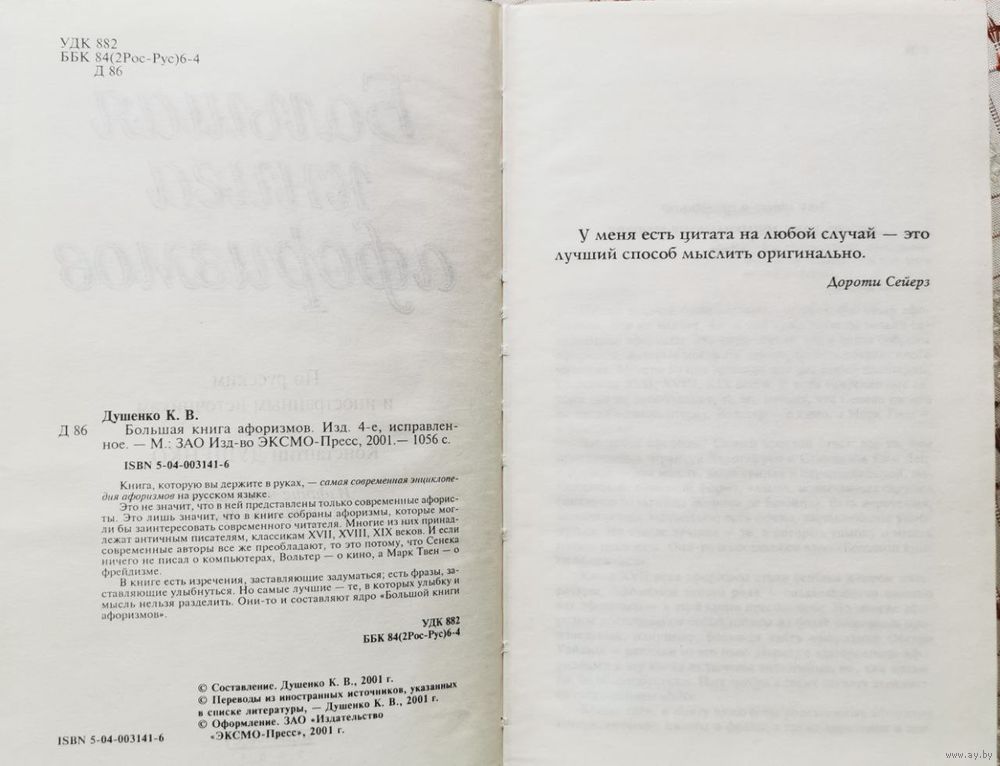 УДК 882
ББК 84(2Рос-Рус)6-4
Д 86
Душенко К. В.
Д 86 Большая книга афоризмов. Изд. 4-е, исправлен-
ное. — М.: ЗАО Изд-во ЭКСМО-Пресс, 2001.— 1056 с.
ISBN 5-04-003141-6
Книга, которую вы держите в руках, — самая современная энциклопе-
дия афоризмов на русском языке.
Это не значит, что в ней представлены только современные афорис-
ты. Это лишь значит, что в книге собраны афоризмы, которые мог-
ли бы заинтересовать современного читателя. Многие из них принад-
лежат античным писателям, классикам XVII, XVIII, XIX веков. И если
современные авторы все же преобладают, то это потому, что Сенека
ничего не писал о компьютерах, Вольтер — о кино, а Марк Твен — о
фрейдизме.
В книге есть изречения, заставляющие задуматься; есть фразы, за-
ставляющие улыбнуться. Но самые лучшие — те, в которых улыбку и
мысль нельзя разделить. Они-то и составляют ядро «Большой книги
афоризмов».
УДК 882
ББК 84(2Рос-Рус)6-4
© Составление. Душенко К. В., 2001 г.
© Переводы из иностранных источников, указанных
в списке литературы, — Душенко К. В., 2001 г.
© Оформление. ЗАО «Издательство
«ЭКСМО-Пресс», 2001 г.
ISBN 5-04-003141-6
У меня есть цитата на любой случай — это
лучший способ мыслить оригинально.
Дороти Сейерз
www.ay.by